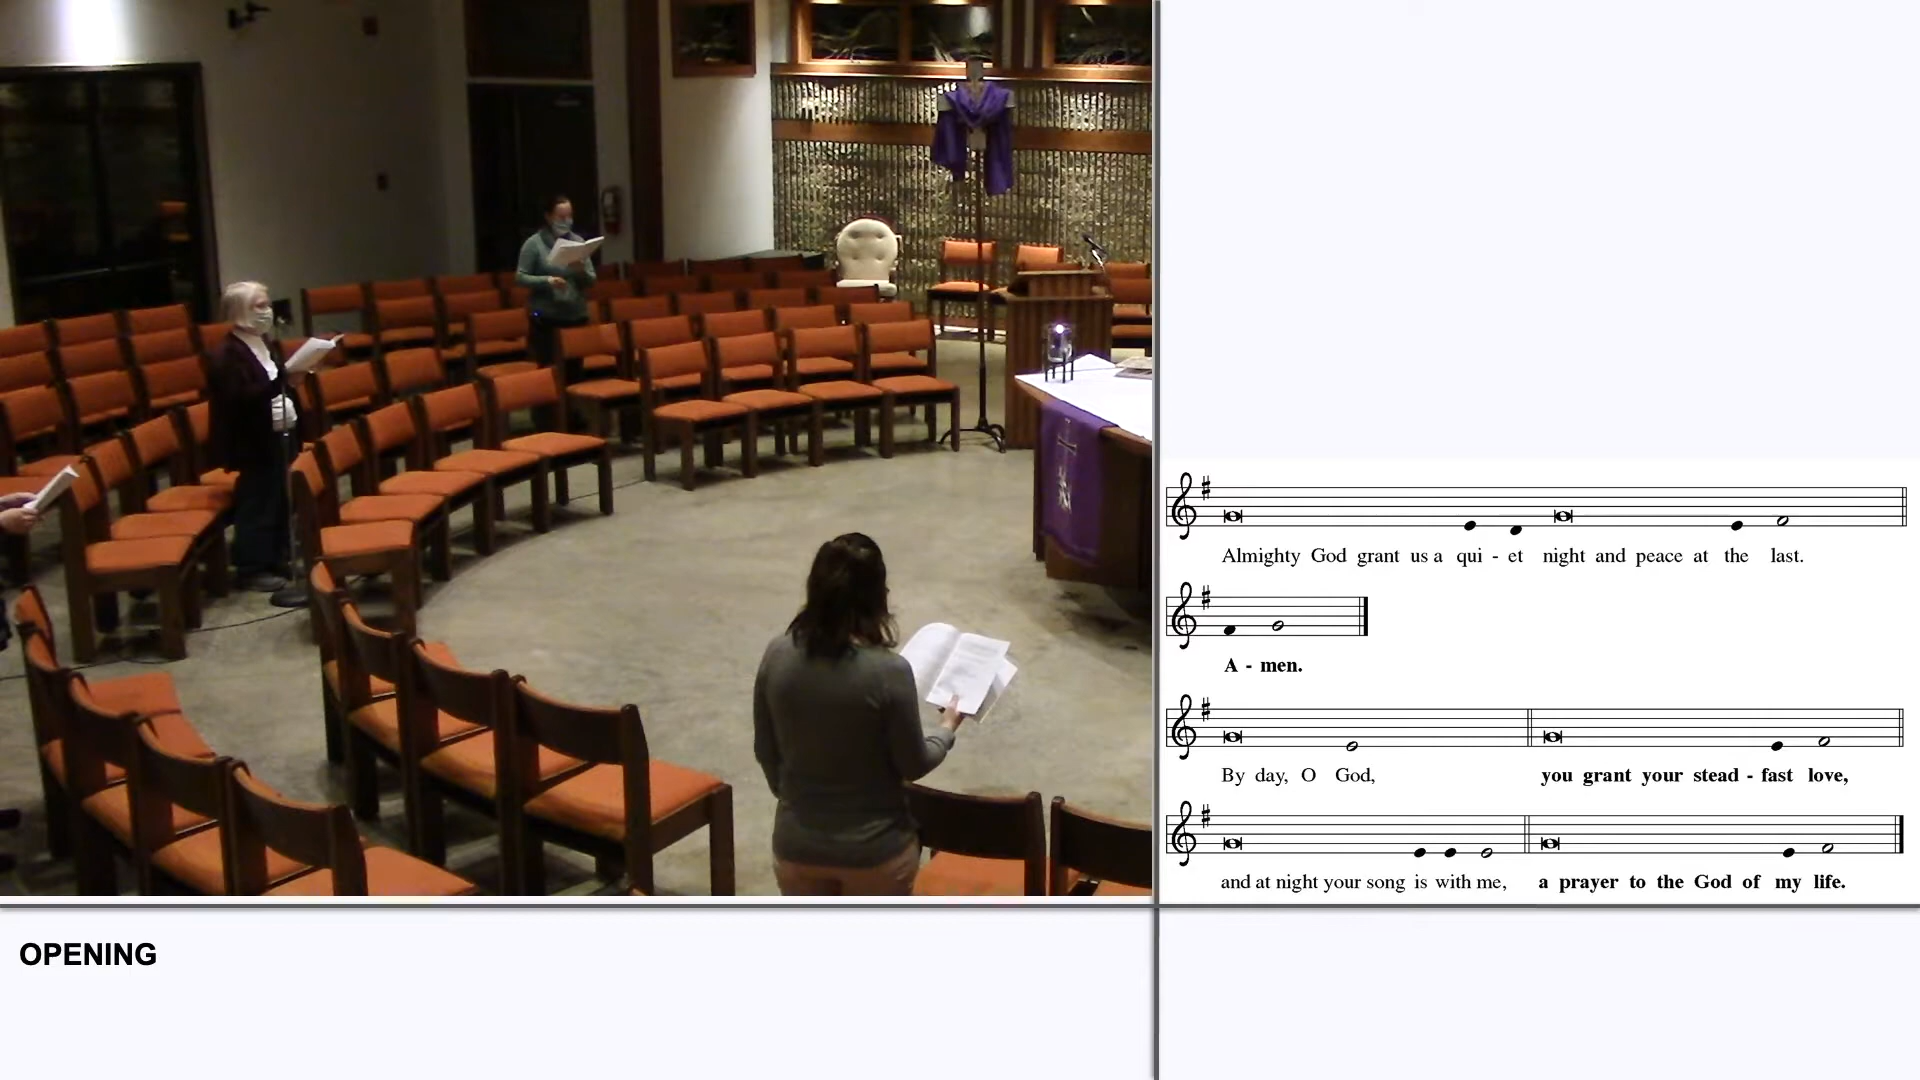 Almighty God grant us a qui - et night and peace at the last.
A - men.
By day, O God, you grant your stead - fast love,
and at night your song is with me, a prayer to the God of my life.
OPENING